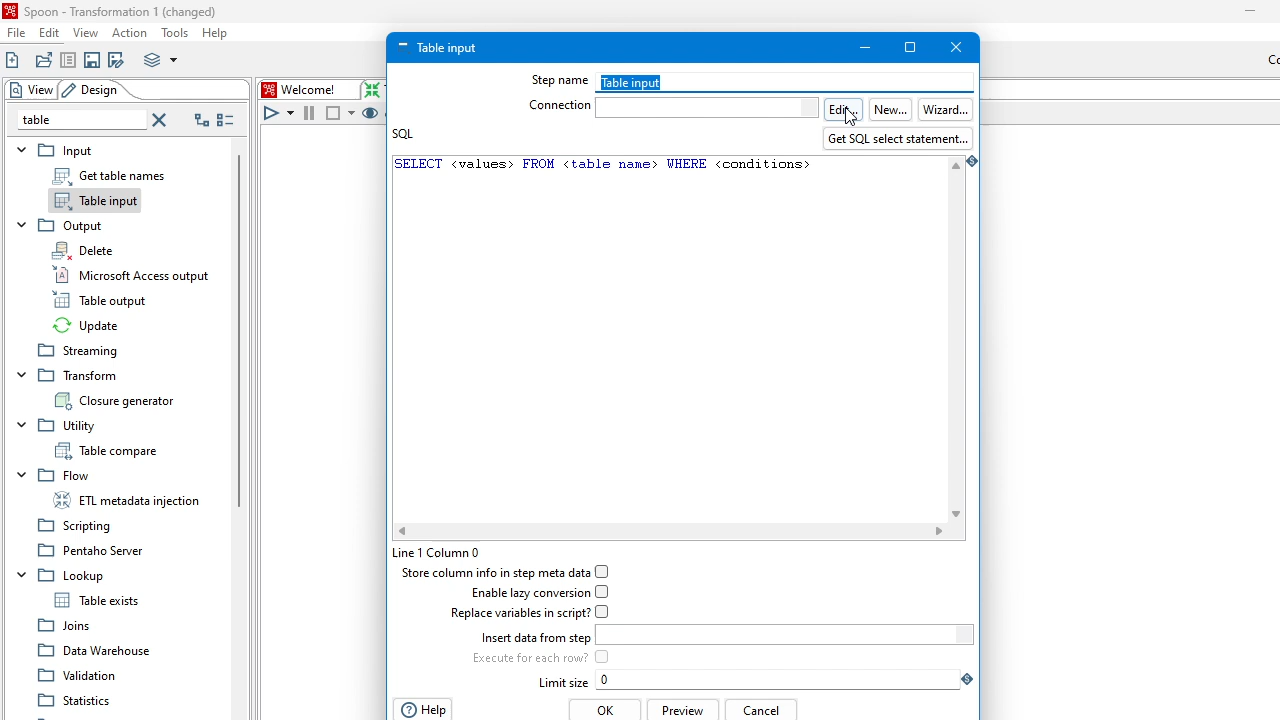 Spoon - Transformation 1 (changed)
File Edit View Action Tools Help
View Design
table
Input
Get table names
Table input
Output
Delete
Microsoft Access output
Table output
Update
Streaming
Transform
Closure generator
Utility
Table compare
Flow
ETL metadata injection
Scripting
Pentaho Server
Lookup
Table exists
Joins
Data Warehouse
Validation
Statistics
Welcome!
Table input
Step name Table input
Connection Edit... New... Wizard...
SQL Get SQL select statement...
SELECT <values> FROM <table name> WHERE <conditions>
Line 1 Column 0
Store column info in step meta data
Enable lazy conversion
Replace variables in script?
Insert data from step
Execute for each row?
Limit size 0
Help OK Preview Cancel